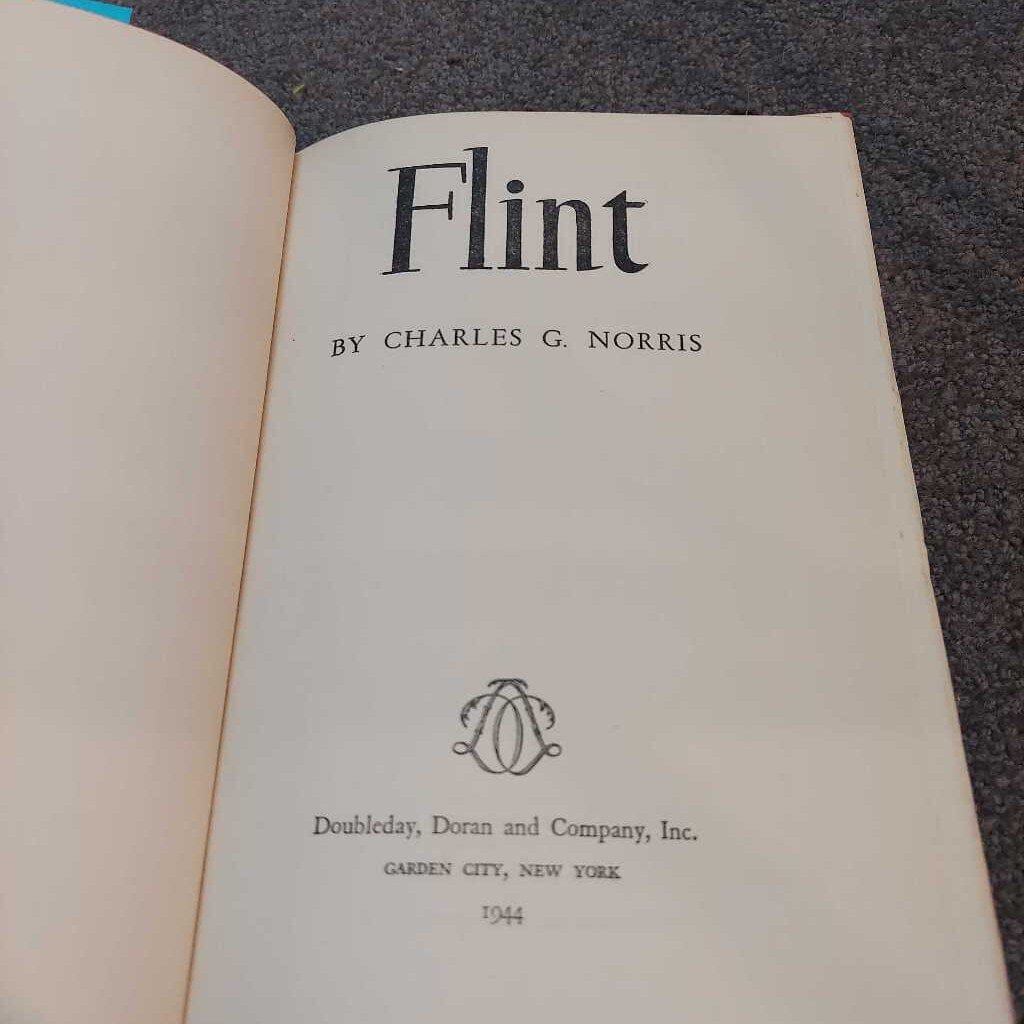 Flint
BY CHARLES G. NORRIS
Doubleday, Doran and Company, Inc.
GARDEN CITY, NEW YORK
1944